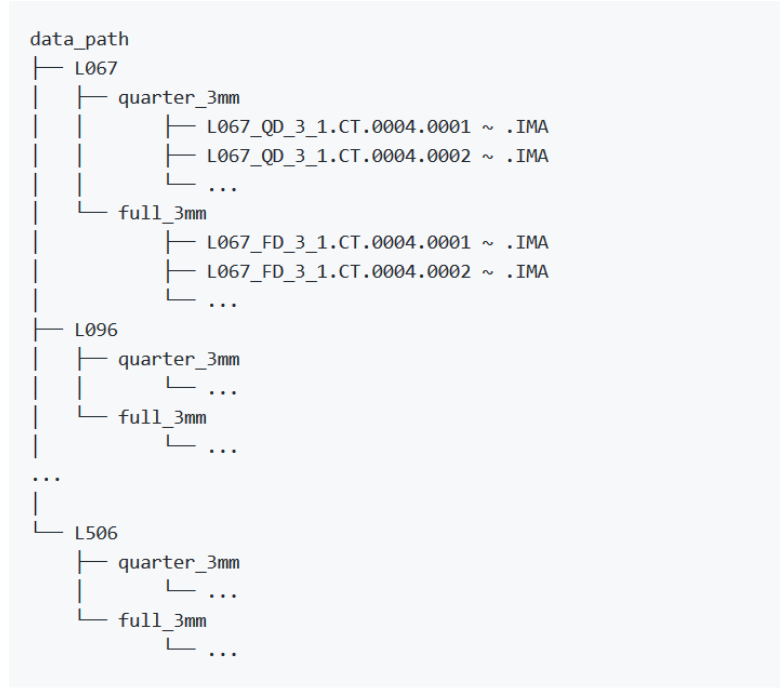 data_path
├── L067
│   ├── quarter_3mm
│   │       ├── L067_QD_3_1.CT.0004.0001 ~ .IMA
│   │       ├── L067_QD_3_1.CT.0004.0002 ~ .IMA
│   │       └── ...
│   └── full_3mm
│           ├── L067_FD_3_1.CT.0004.0001 ~ .IMA
│           ├── L067_FD_3_1.CT.0004.0002 ~ .IMA
│           └── ...
├── L096
│   ├── quarter_3mm
│   │       └── ...
│   └── full_3mm
│           └── ...
...
│
└── L506
    ├── quarter_3mm
    │       └── ...
    └── full_3mm
            └── ...